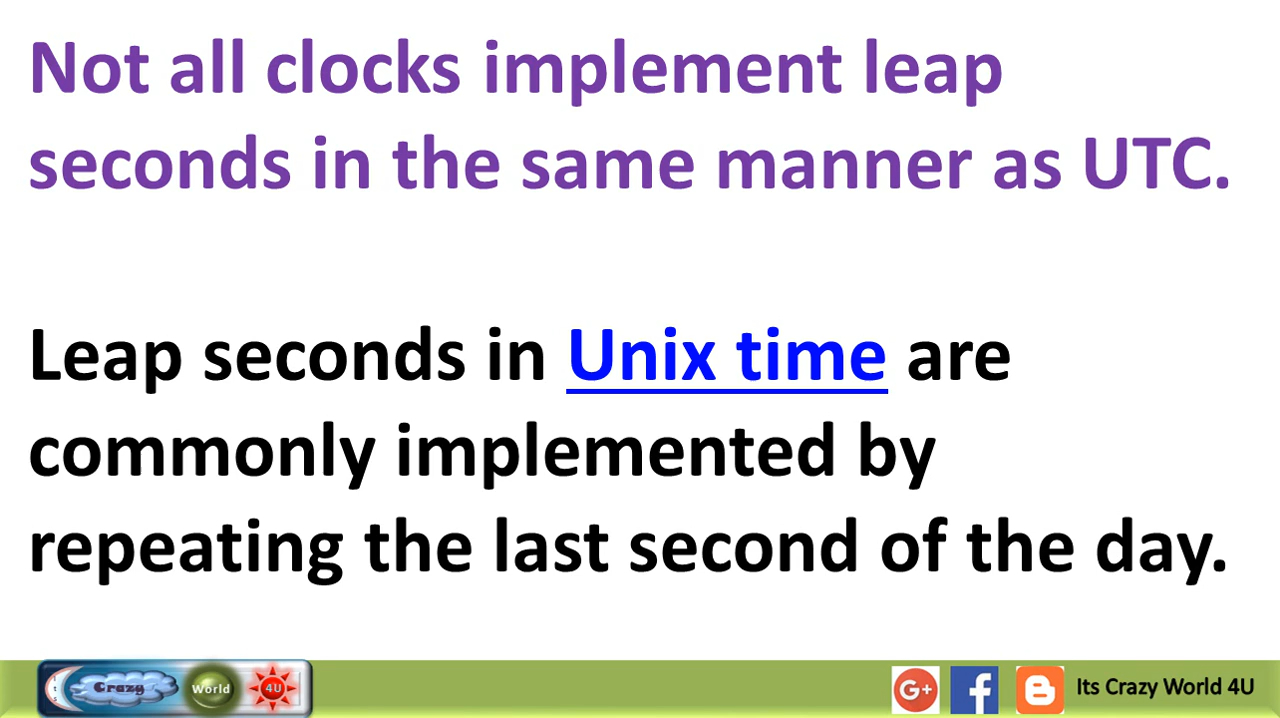 Not all clocks implement leap
seconds in the same manner as UTC.
Leap seconds in Unix time are
commonly implemented by
repeating the last second of the day.
Its Crazy World 4U
G+ f B Its Crazy World 4U